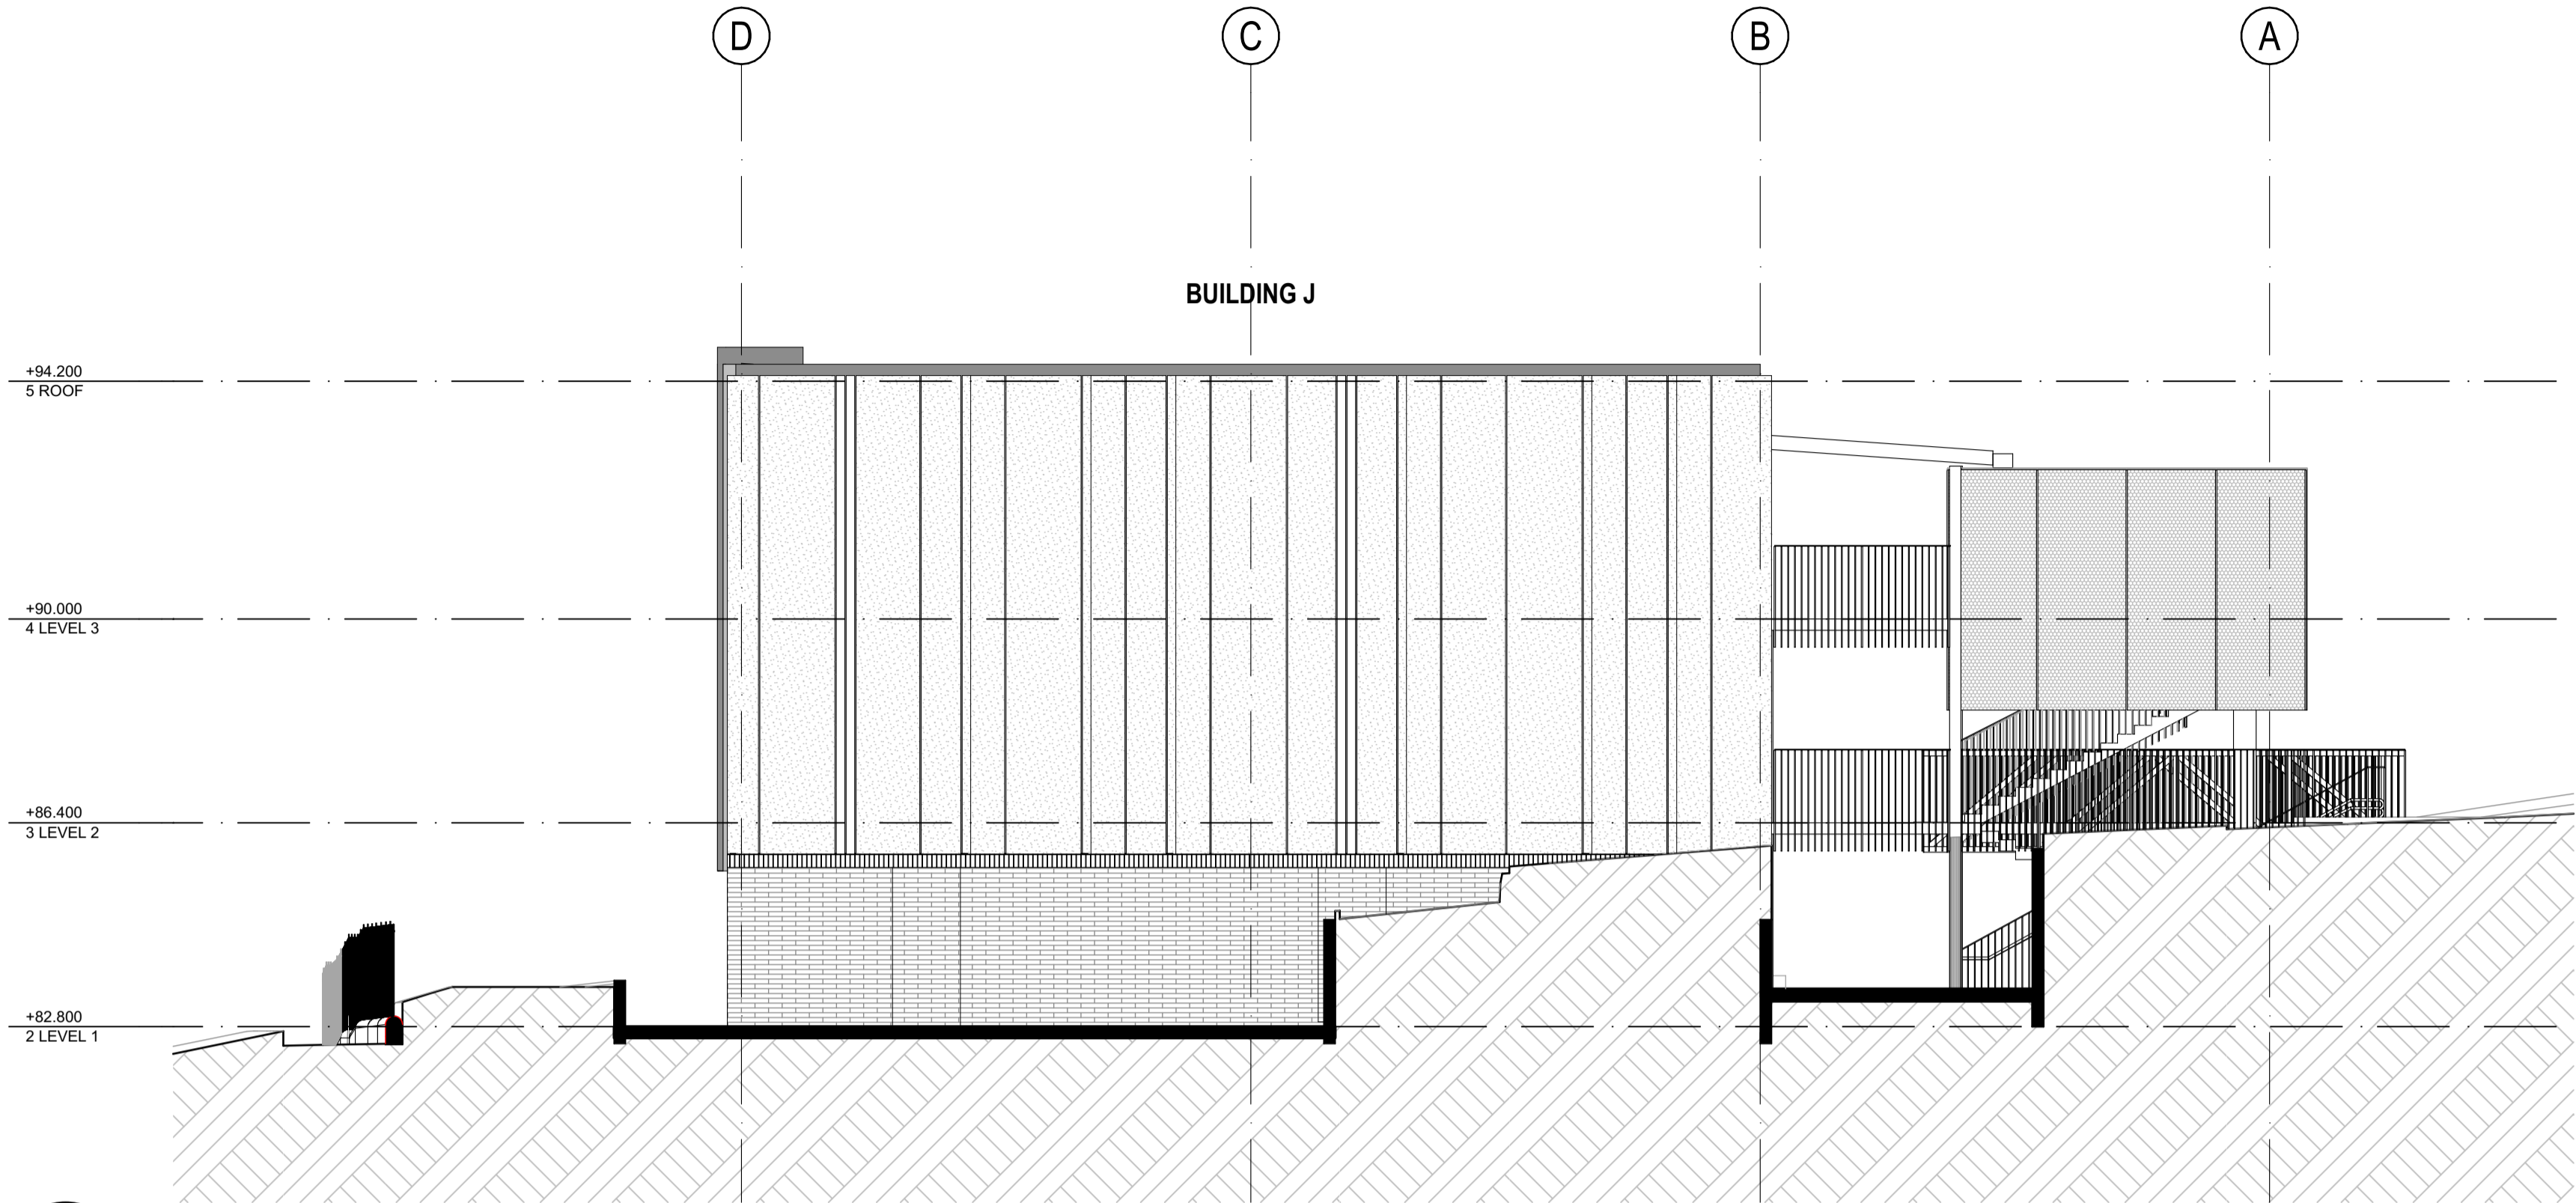 D
C
B
A
BUILDING J
+94.200
5 ROOF
+90.000
4 LEVEL 3
+86.400
3 LEVEL 2
+82.800
2 LEVEL 1